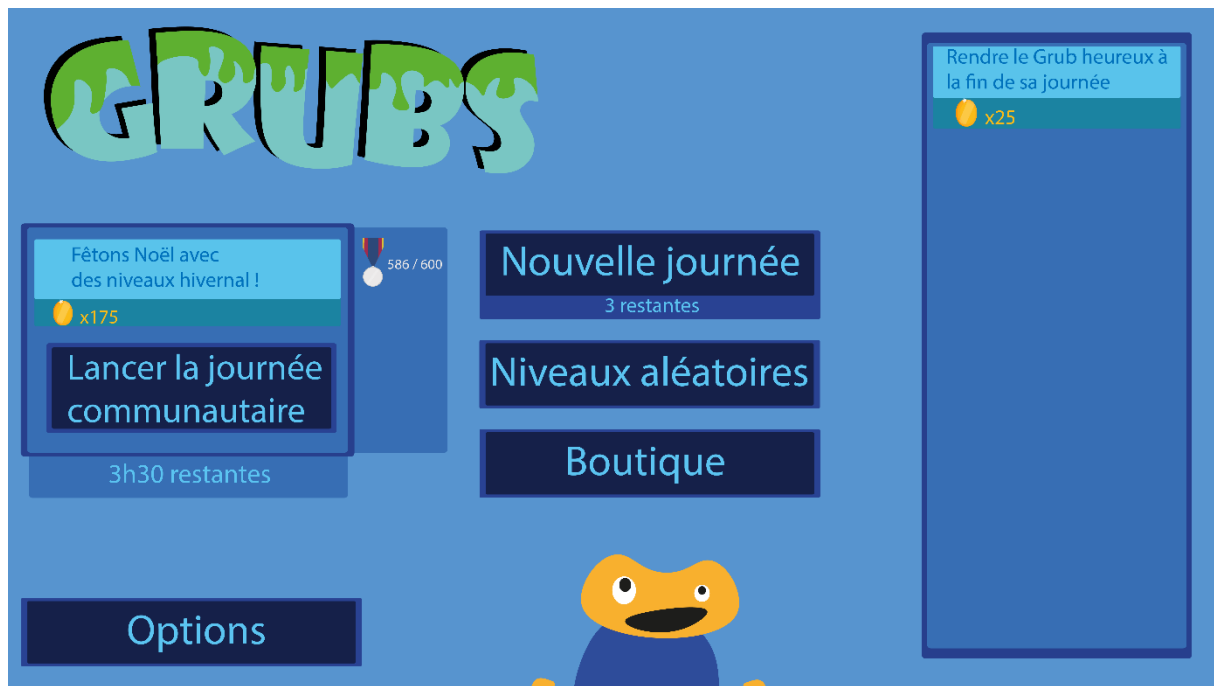 GRUBS
Rendre le Grub heureux à
la fin de sa journée
x25
Fêtons Noël avec
des niveaux hivernal !
x175
586 / 600
Lancer la journée
communautaire
3h30 restantes
Nouvelle journée
3 restantes
Niveaux aléatoires
Boutique
Options